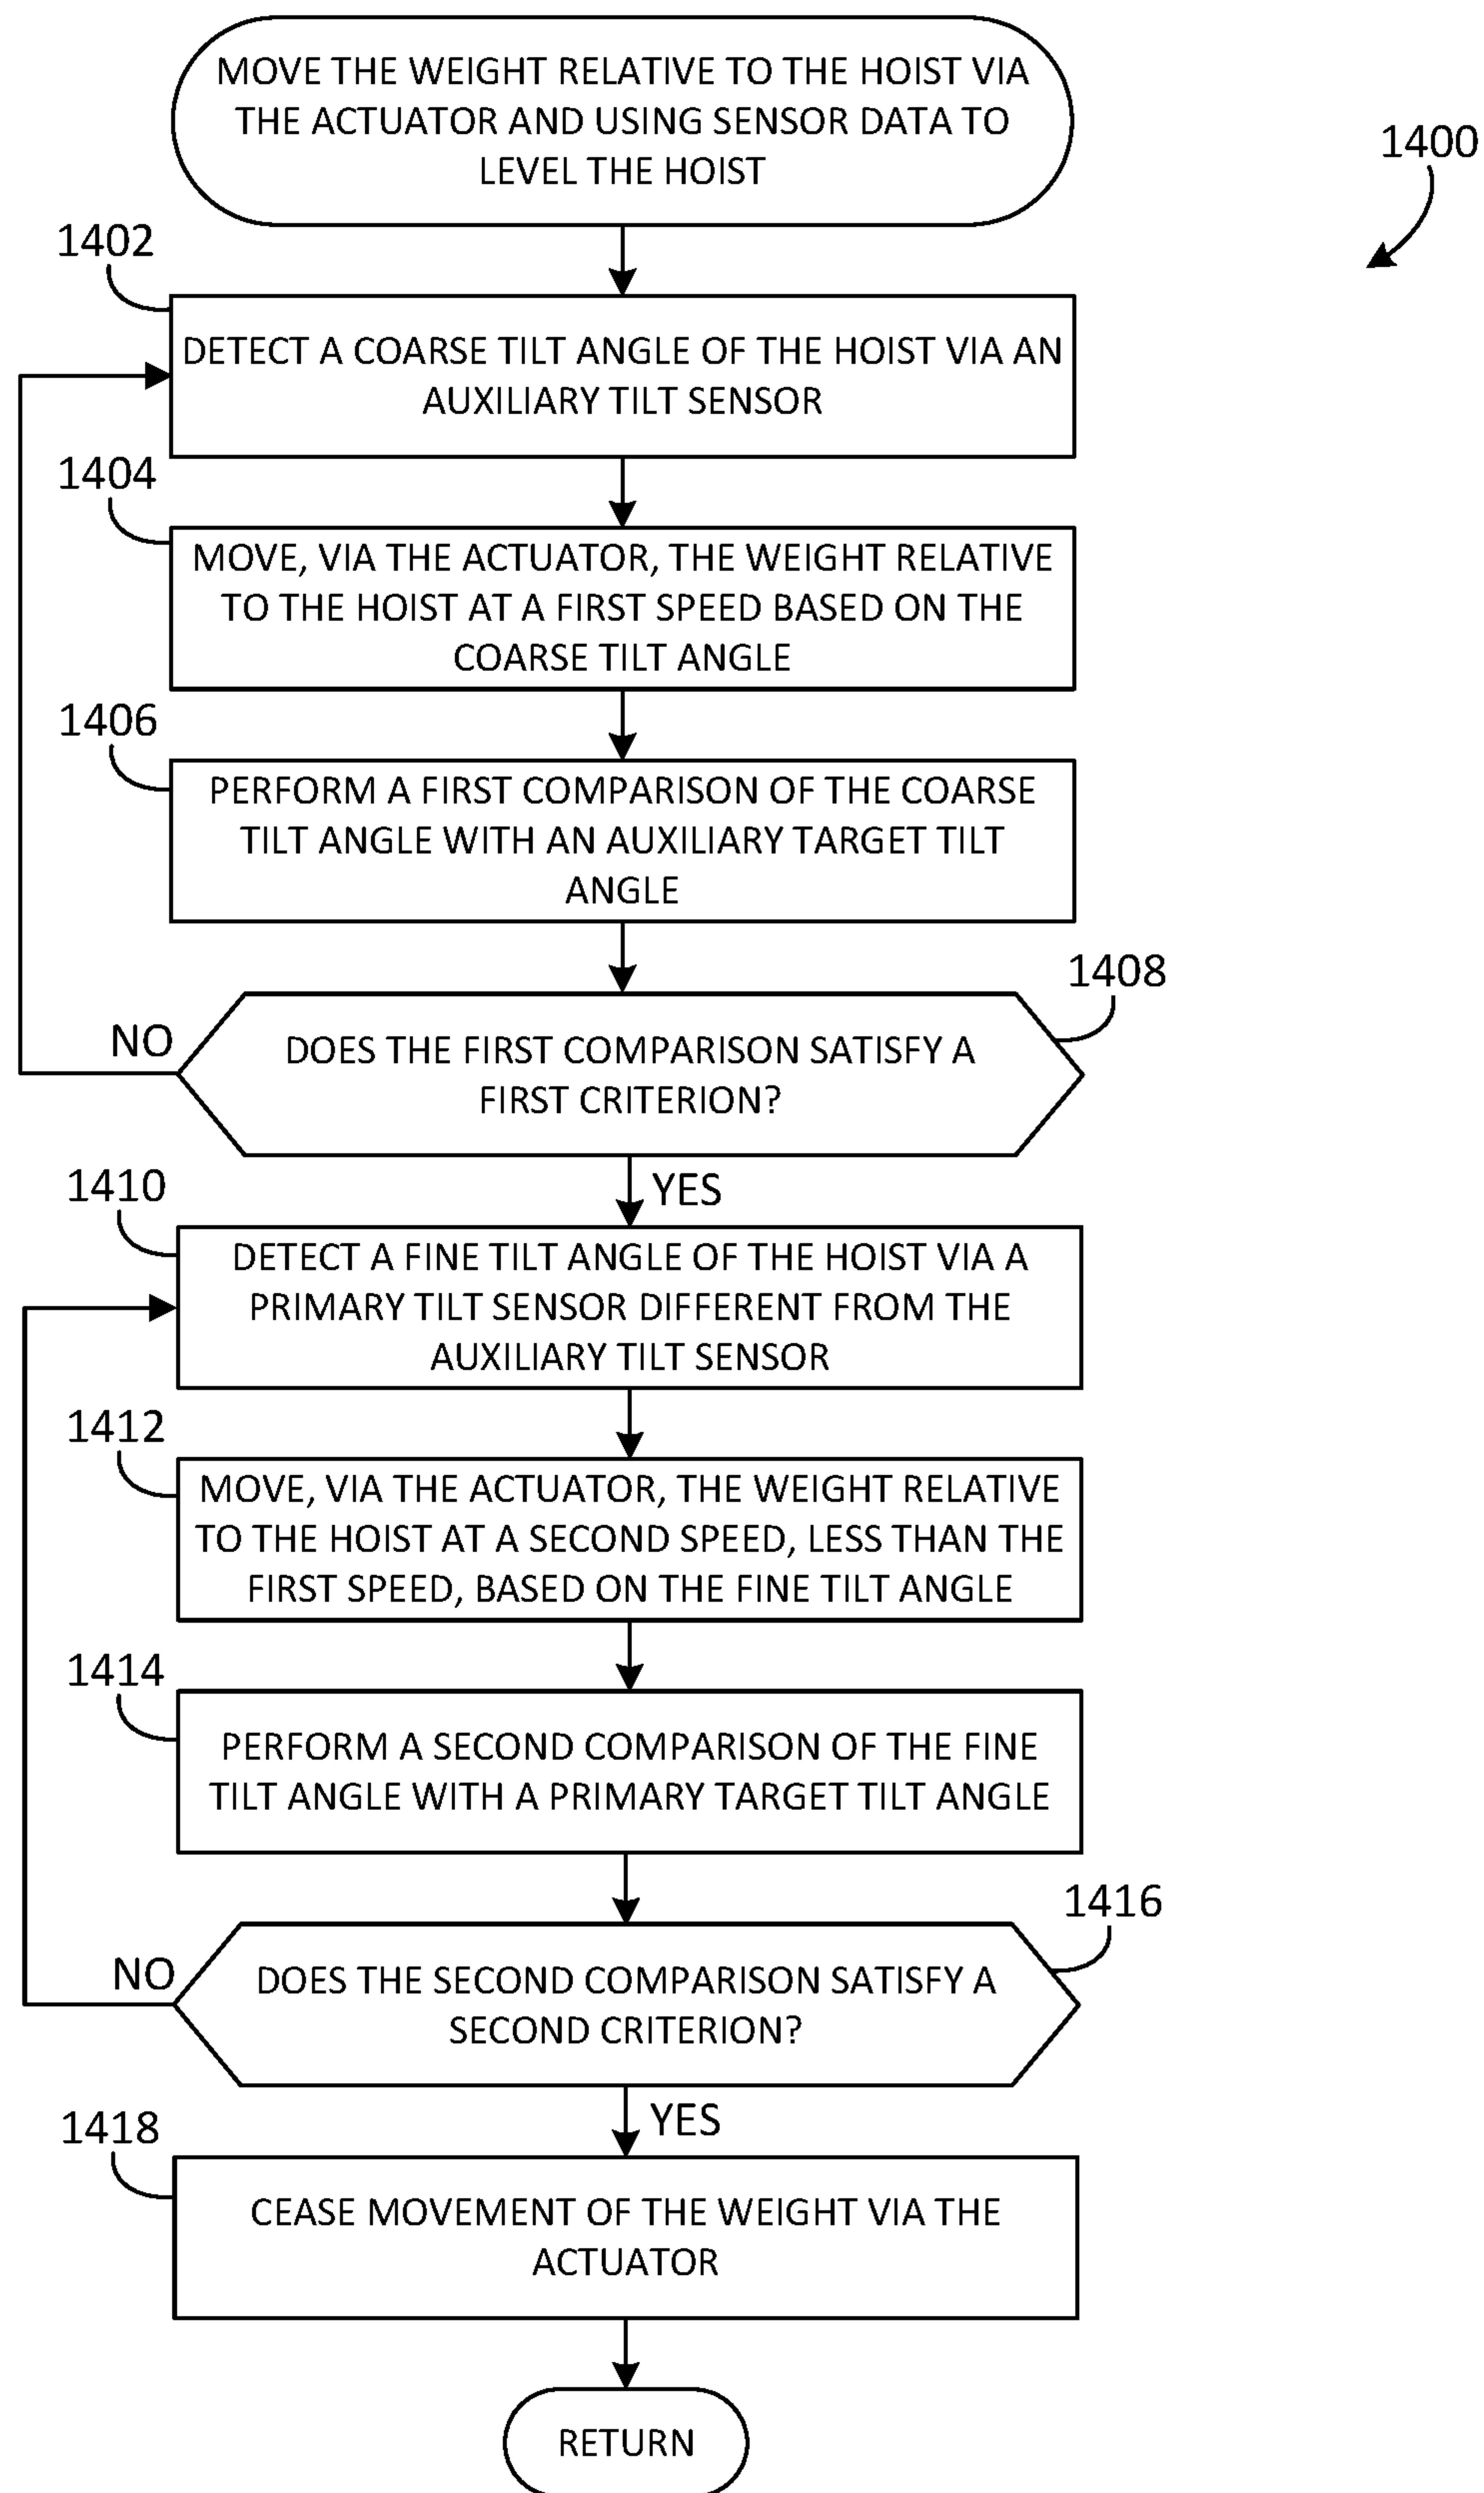 MOVE THE WEIGHT RELATIVE TO THE HOIST VIA
THE ACTUATOR AND USING SENSOR DATA TO
LEVEL THE HOIST
1400
1402
DETECT A COARSE TILT ANGLE OF THE HOIST VIA AN
AUXILIARY TILT SENSOR
1404
MOVE, VIA THE ACTUATOR, THE WEIGHT RELATIVE
TO THE HOIST AT A FIRST SPEED BASED ON THE
COARSE TILT ANGLE
1406
PERFORM A FIRST COMPARISON OF THE COARSE
TILT ANGLE WITH AN AUXILIARY TARGET TILT
ANGLE
1408
NO
DOES THE FIRST COMPARISON SATISFY A
FIRST CRITERION?
YES
1410
DETECT A FINE TILT ANGLE OF THE HOIST VIA A
PRIMARY TILT SENSOR DIFFERENT FROM THE
AUXILIARY TILT SENSOR
1412
MOVE, VIA THE ACTUATOR, THE WEIGHT RELATIVE
TO THE HOIST AT A SECOND SPEED, LESS THAN THE
FIRST SPEED, BASED ON THE FINE TILT ANGLE
1414
PERFORM A SECOND COMPARISON OF THE FINE
TILT ANGLE WITH A PRIMARY TARGET TILT ANGLE
1416
NO
DOES THE SECOND COMPARISON SATISFY A
SECOND CRITERION?
YES
1418
CEASE MOVEMENT OF THE WEIGHT VIA THE
ACTUATOR
RETURN